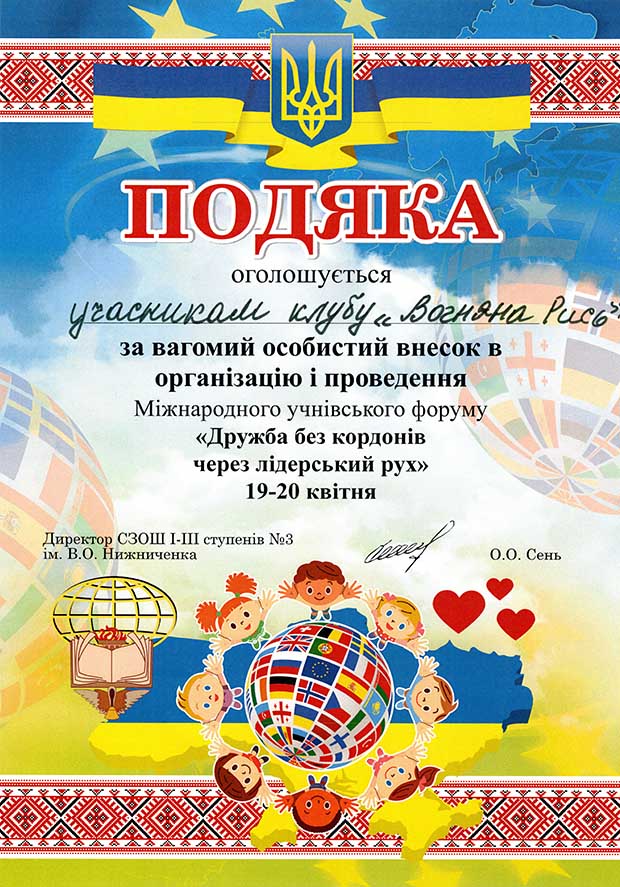 ПОДЯКА
оголошується
учасникам клубу „Вогняна Рись“
за вагомий особистий внесок в
організацію і проведення
Міжнародного учнівського форуму
«Дружба без кордонів
через лідерський рух»
19-20 квітня
Директор СЗОШ І-ІІІ ступенів №3
ім. В.О. Нижниченка
О.О. Сень